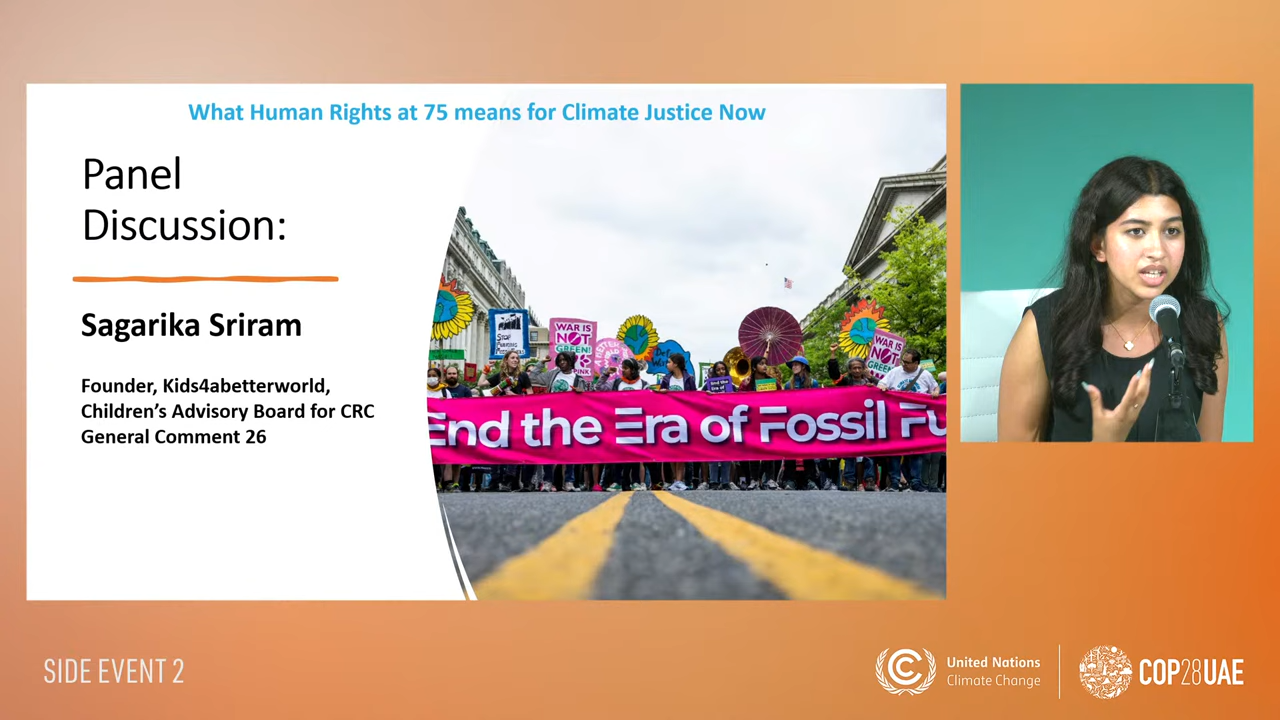 What Human Rights at 75 means for Climate Justice Now
Panel
Discussion:
Sagarika Sriram
Founder, Kids4abetterworld,
Children's Advisory Board for CRC
General Comment 26
WAR IS
NOT
GREEN!
WAR IS
NOT
GREEN
End the Era of Fossil Fu
SIDE EVENT 2
United Nations
Climate Change
COP28UAE